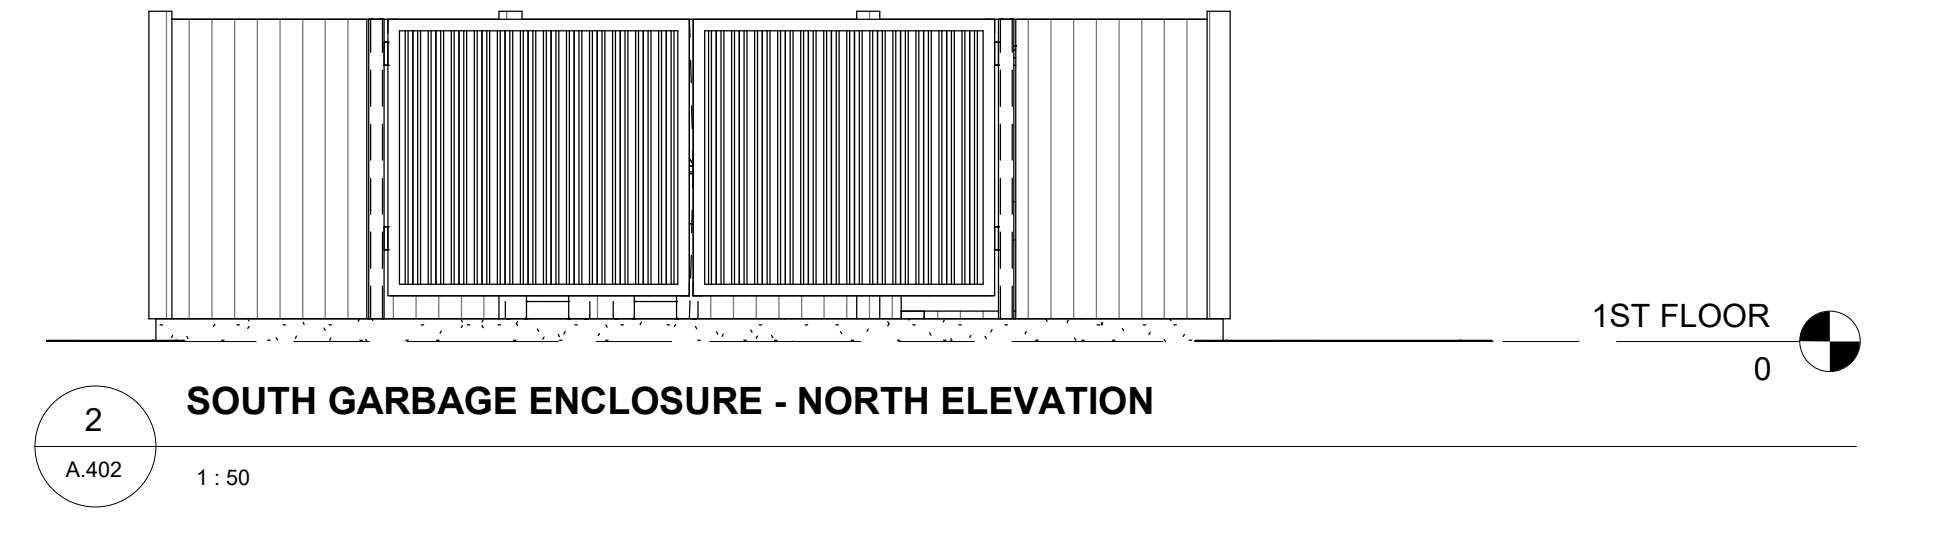 1ST FLOOR
0
2
SOUTH GARBAGE ENCLOSURE - NORTH ELEVATION
A.402
1 : 50